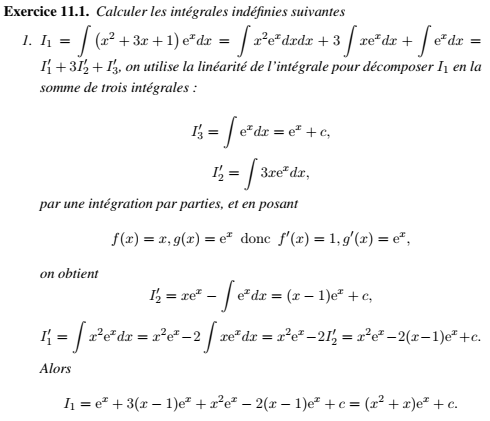 Exercice 11.1. Calculer les intégrales indéfinies suivantes
1. I₁ = ∫ (x² + 3x + 1) eˣdx = ∫ x²eˣdxdx + 3 ∫ xeˣdx + ∫ eˣdx =
I′₁ + 3I′₂ + I′₃, on utilise la linéarité de l'intégrale pour décomposer I₁ en la
somme de trois intégrales :
I′₃ = ∫ eˣdx = eˣ + c,
I′₂ = ∫ 3xeˣdx,
par une intégration par parties, et en posant
f(x) = x, g(x) = eˣ donc f′(x) = 1, g′(x) = eˣ,
on obtient
I′₂ = xeˣ − ∫ eˣdx = (x − 1)eˣ + c,
I′₁ = ∫ x²eˣdx = x²eˣ − 2 ∫ xeˣdx = x²eˣ − 2I′₂ = x²eˣ − 2(x−1)eˣ + c.
Alors
I₁ = eˣ + 3(x − 1)eˣ + x²eˣ − 2(x − 1)eˣ + c = (x² + x)eˣ + c.